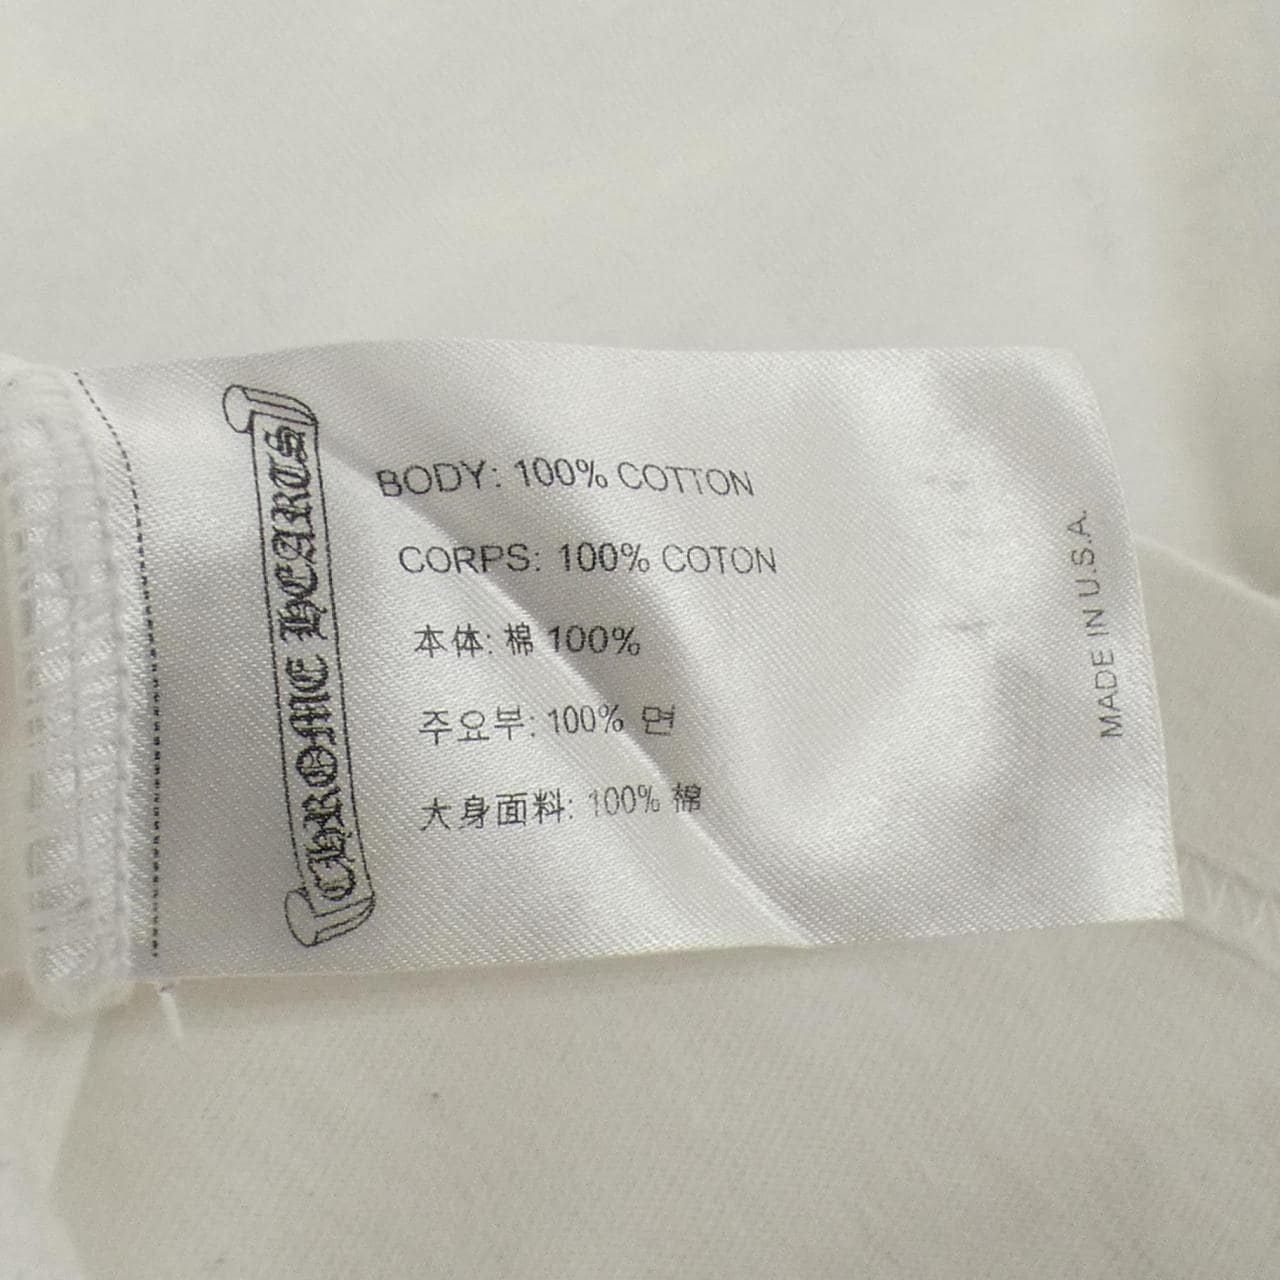 CHROME HEARTS
BODY: 100% COTTON
CORPS: 100% COTON
本体: 棉 100%
주요부: 100% 면
大身面料: 100% 棉
MADE IN U.S.A.